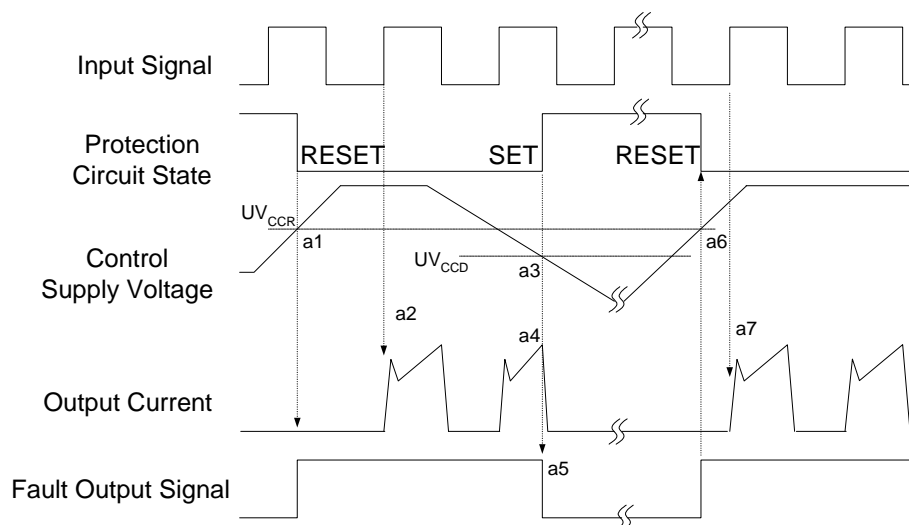 Input Signal
Protection
Circuit State
RESET
SET
RESET
UVCCR
a1
a6
Control
Supply Voltage
UVCCD
a3
a2
a4
a7
Output Current
a5
Fault Output Signal